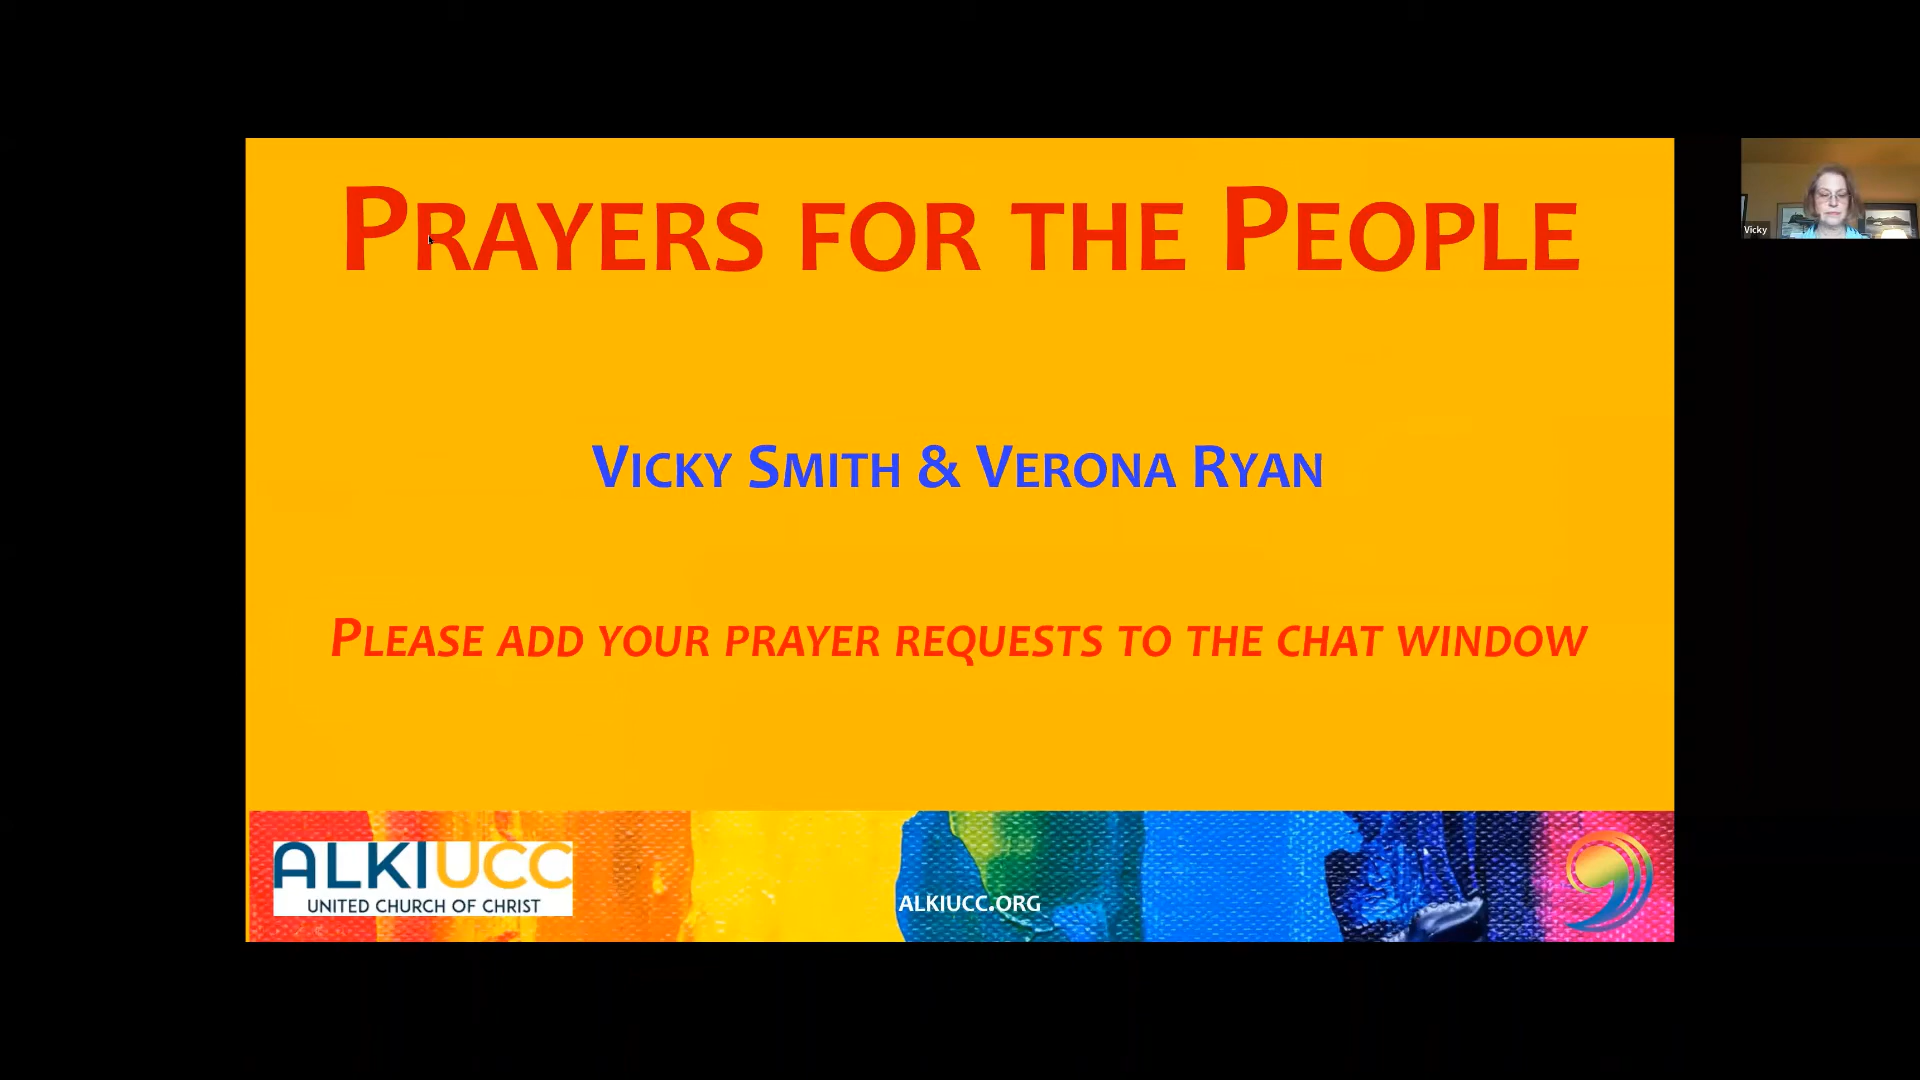 Prayers for the People
Vicky
Vicky Smith & Verona Ryan
Please add your prayer requests to the chat window
ALKIUCC
UNITED CHURCH OF CHRIST
ALKIUCC.ORG